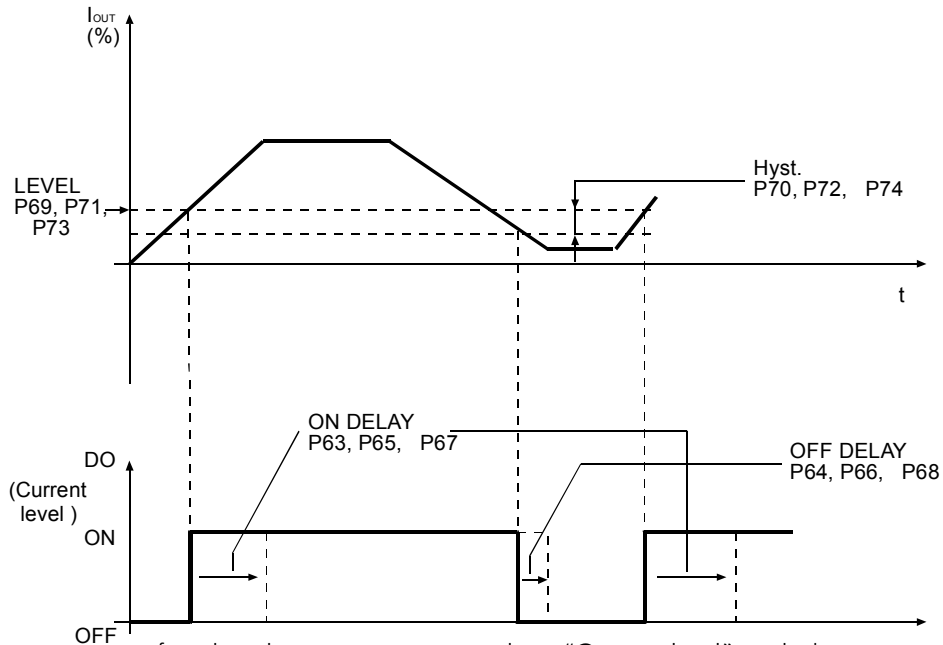 IOUT
(%)
LEVEL
P69, P71,
P73
Hyst.
P70, P72, P74
t
ON DELAY
P63, P65, P67
OFF DELAY
P64, P66, P68
DO
(Current
level )
ON
OFF